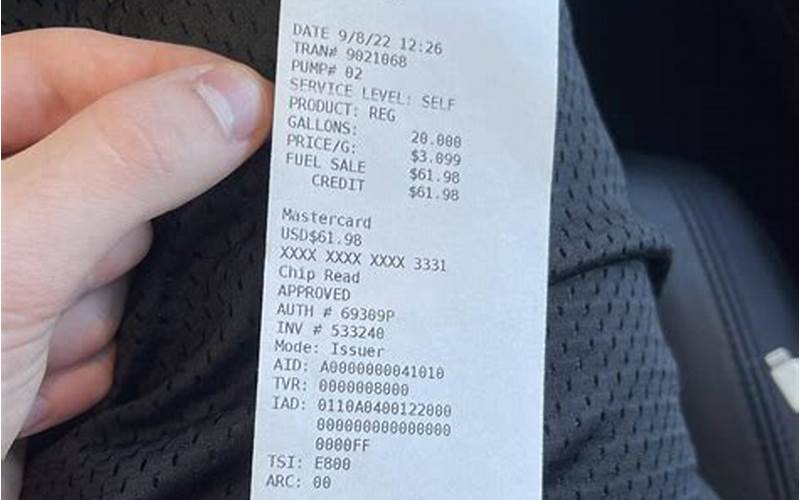 DATE 9/8/22 12:26
TRAN# 9021068
PUMP# 02
SERVICE LEVEL: SELF
PRODUCT: REG
GALLONS: 20.000
PRICE/G: $3.099
FUEL SALE $61.98
CREDIT $61.98
Mastercard
USD$61.98
XXXX XXXX XXXX 3331
Chip Read
APPROVED
AUTH # 69309P
INV # 533240
Mode: Issuer
AID: A0000000041010
TVR: 0000008000
IAD: 0110A0400122000
000000000000000
0000FF
TSI: E800
ARC: 00